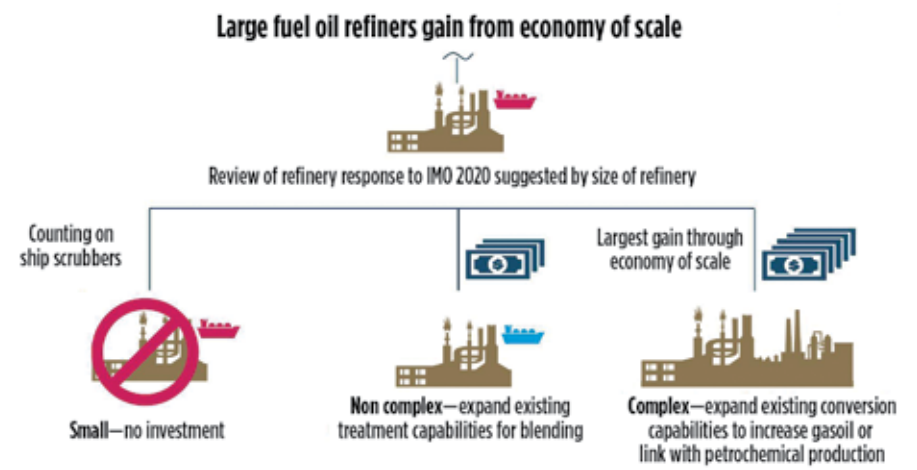 Large fuel oil refiners gain from economy of scale
Review of refinery response to IMO 2020 suggested by size of refinery
Counting on
ship scrubbers
Largest gain through
economy of scale
Small—no investment
Non complex—expand existing
treatment capabilities for blending
Complex—expand existing conversion
capabilities to increase gasoil or
link with petrochemical production